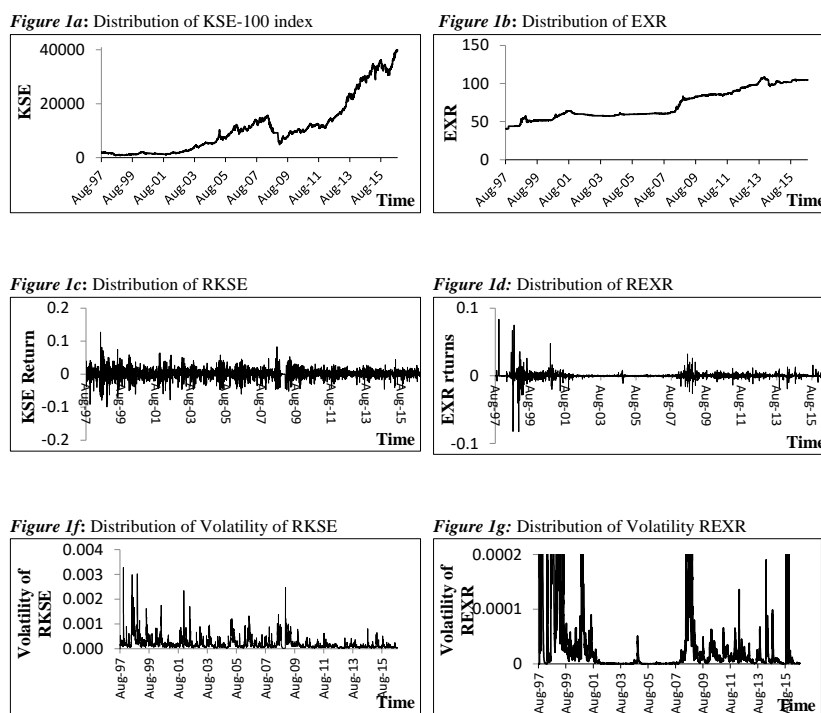 Figure 1a: Distribution of KSE-100 index
40000
20000
0
KSE
Aug-97
Aug-99
Aug-01
Aug-03
Aug-05
Aug-07
Aug-09
Aug-11
Aug-13
Aug-15
Time
Figure 1b: Distribution of EXR
150
100
50
0
EXR
Aug-97
Aug-99
Aug-01
Aug-03
Aug-05
Aug-07
Aug-09
Aug-11
Aug-13
Aug-15
Time
Figure 1c: Distribution of RKSE
0.2
0.1
0
-0.1
-0.2
KSE Return
Aug-97
Aug-99
Aug-01
Aug-03
Aug-05
Aug-07
Aug-09
Aug-11
Aug-13
Aug-15
Time
Figure 1d: Distribution of REXR
0.1
0
-0.1
EXR rturns
Aug-97
Aug-99
Aug-01
Aug-03
Aug-05
Aug-07
Aug-09
Aug-11
Aug-13
Aug-15
Time
Figure 1f: Distribution of Volatility of RKSE
0.004
0.003
0.002
0.001
0.000
Volatility of
RKSE
Aug-97
Aug-99
Aug-01
Aug-03
Aug-05
Aug-07
Aug-09
Aug-11
Aug-13
Aug-15
Time
Figure 1g: Distribution of Volatility REXR
0.0002
0.0001
0
Volatility of
REXR
Aug-97
Aug-99
Aug-01
Aug-03
Aug-05
Aug-07
Aug-09
Aug-11
Aug-13
Aug-15
Time